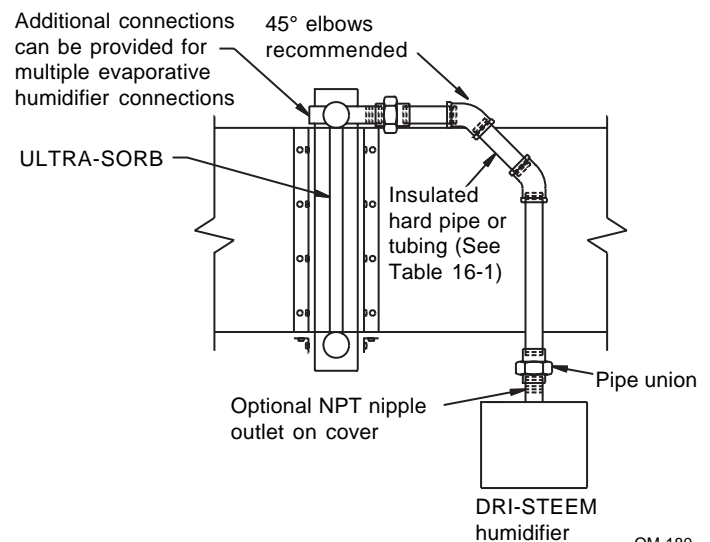 Additional connections
can be provided for
multiple evaporative
humidifier connections
45° elbows
recommended
ULTRA-SORB
Insulated
hard pipe or
tubing (See
Table 16-1)
Pipe union
Optional NPT nipple
outlet on cover
DRI-STEEM
humidifier